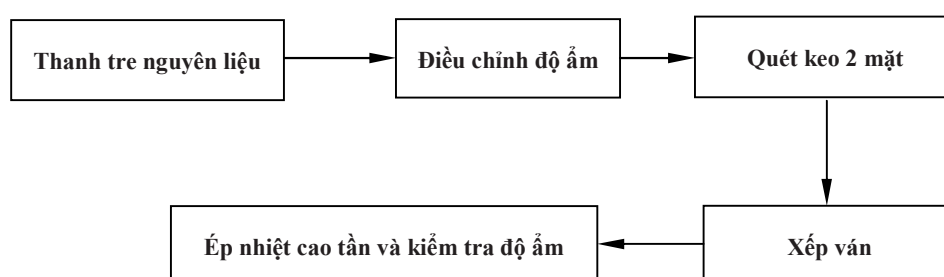 Thanh tre nguyên liệu
Điều chỉnh độ ẩm
Quét keo 2 mặt
Xếp ván
Ép nhiệt cao tần và kiểm tra độ ẩm